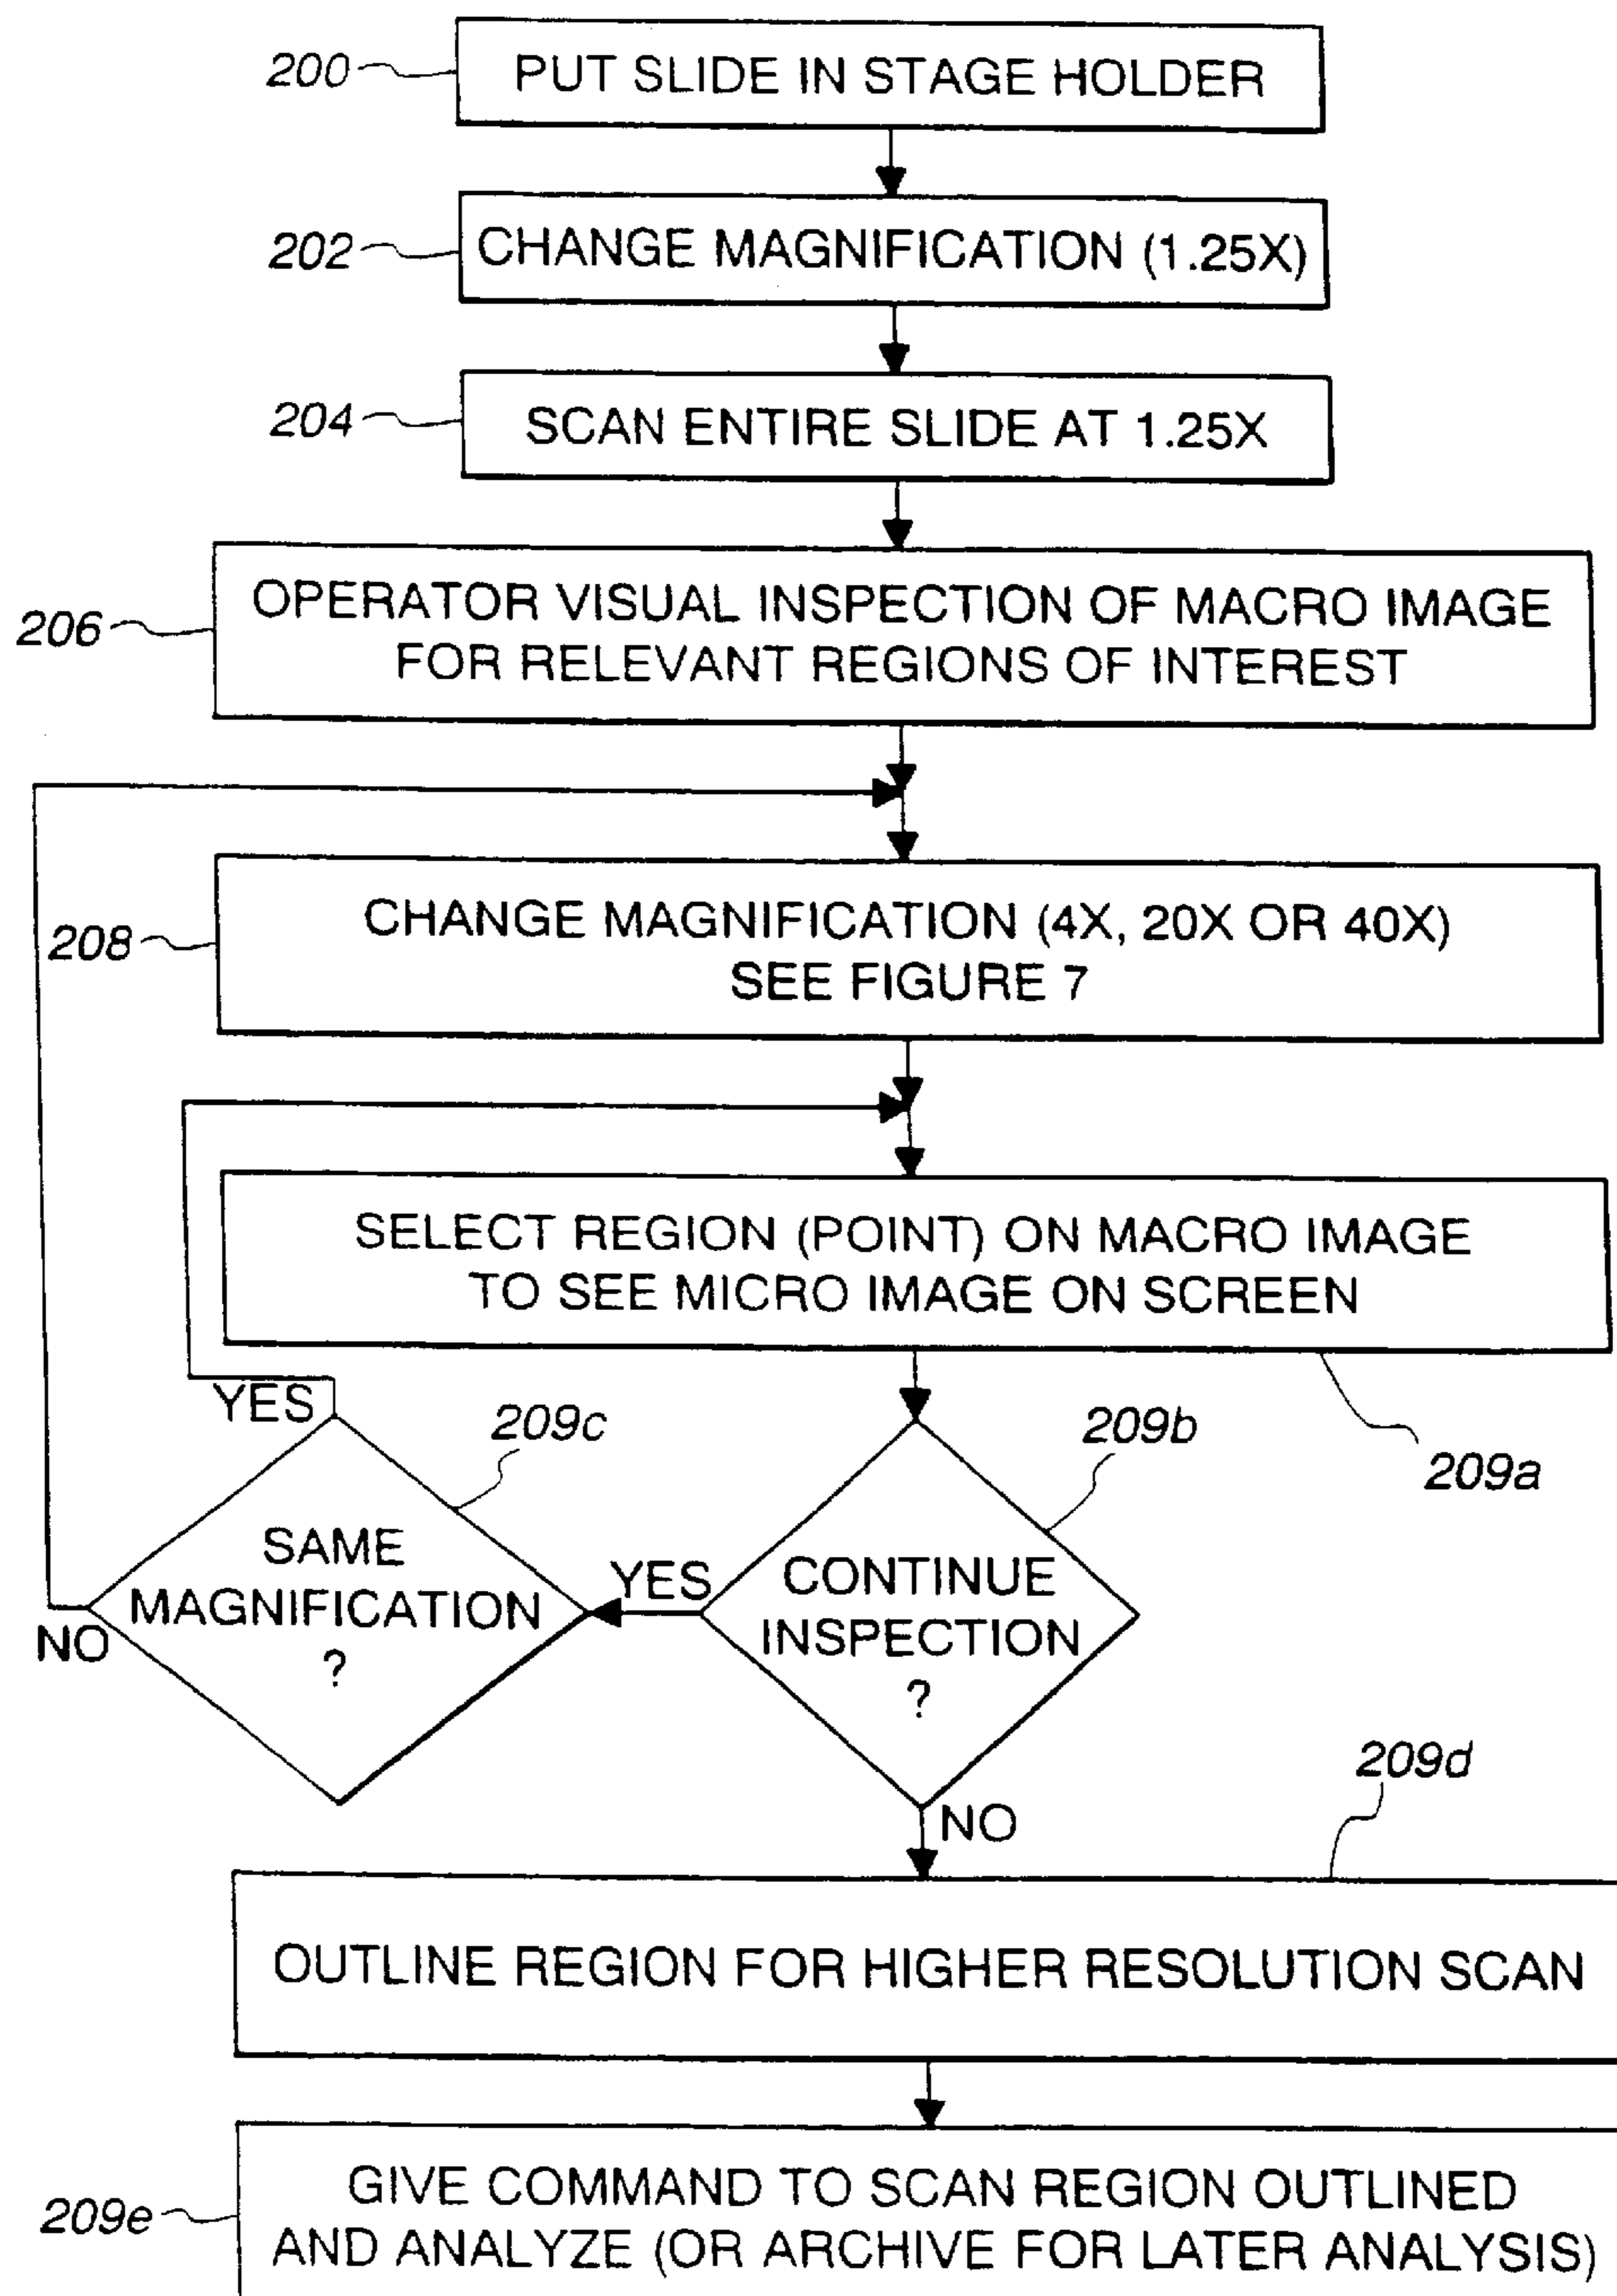 200
PUT SLIDE IN STAGE HOLDER
202
CHANGE MAGNIFICATION (1.25X)
204
SCAN ENTIRE SLIDE AT 1.25X
206
OPERATOR VISUAL INSPECTION OF MACRO IMAGE
FOR RELEVANT REGIONS OF INTEREST
208
CHANGE MAGNIFICATION (4X, 20X OR 40X)
SEE FIGURE 7
SELECT REGION (POINT) ON MACRO IMAGE
TO SEE MICRO IMAGE ON SCREEN
209a
YES
209c
SAME
MAGNIFICATION
?
NO
YES
209b
CONTINUE
INSPECTION
?
NO
209d
OUTLINE REGION FOR HIGHER RESOLUTION SCAN
209e
GIVE COMMAND TO SCAN REGION OUTLINED
AND ANALYZE (OR ARCHIVE FOR LATER ANALYSIS)